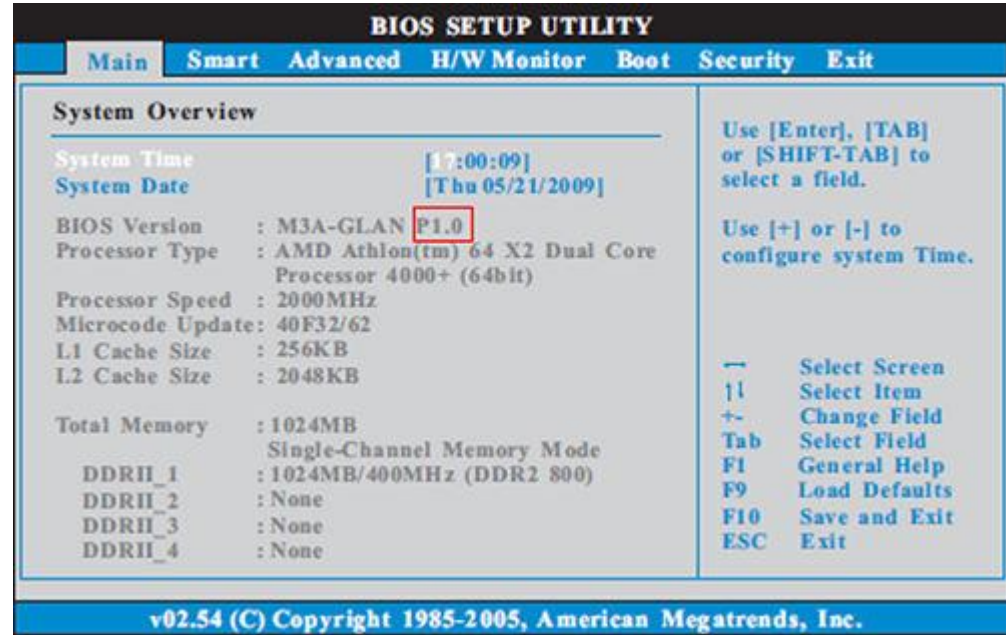 BIOS SETUP UTILITY
Main Smart Advanced H/W Monitor Boot Security Exit
System Overview
System Time [17:00:09]
System Date [Thu 05/21/2009]
BIOS Version : M3A-GLAN P1.0
Processor Type : AMD Athlon(tm) 64 X2 Dual Core
Processor 4000+ (64bit)
Processor Speed : 2000MHz
Microcode Update: 40F32/62
L1 Cache Size : 256KB
L2 Cache Size : 2048KB
Total Memory :1024MB
Single-Channel Memory Mode
DDRII_1 :1024MB/400MHz (DDR2 800)
DDRII_2 : None
DDRII_3 : None
DDRII_4 : None
Use [Enter], [TAB]
or [SHIFT-TAB] to
select a field.
Use [+] or [-] to
configure system Time.
←→ Select Screen
↑↓ Select Item
+- Change Field
Tab Select Field
F1 General Help
F9 Load Defaults
F10 Save and Exit
ESC Exit
v02.54 (C) Copyright 1985-2005, American Megatrends, Inc.